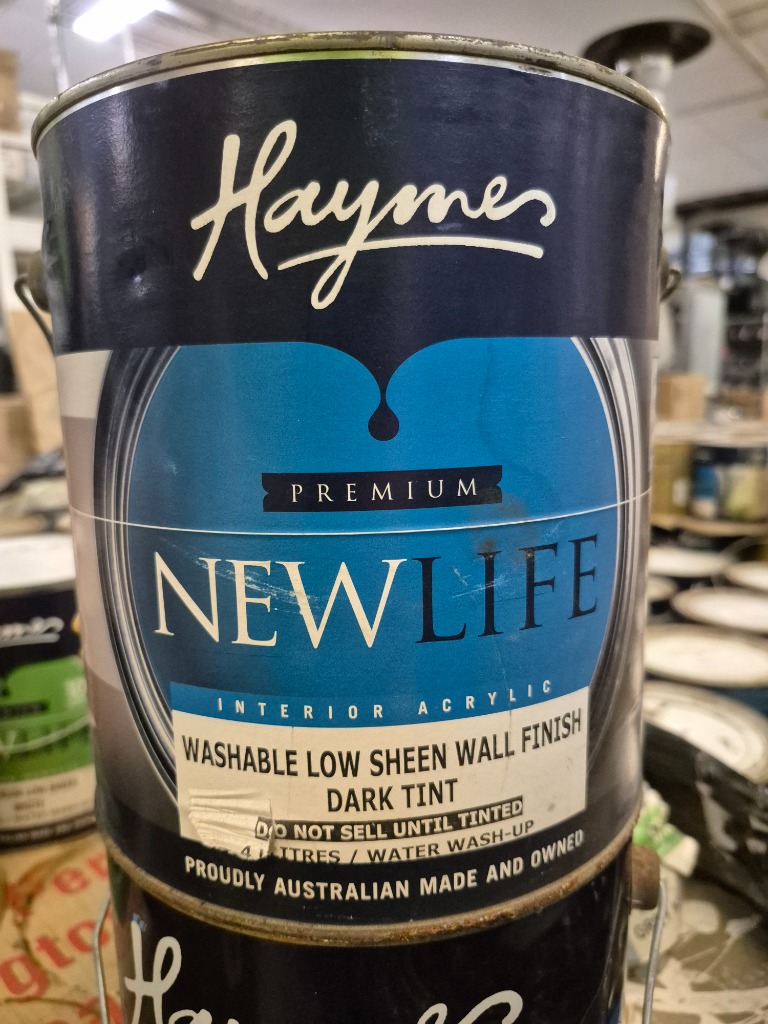 Haymes
PREMIUM
NEWLIFE
INTERIOR ACRYLIC
WASHABLE LOW SHEEN WALL FINISH
DARK TINT
DO NOT SELL UNTIL TINTED
4 LITRES / WATER WASH-UP
PROUDLY AUSTRALIAN MADE AND OWNED